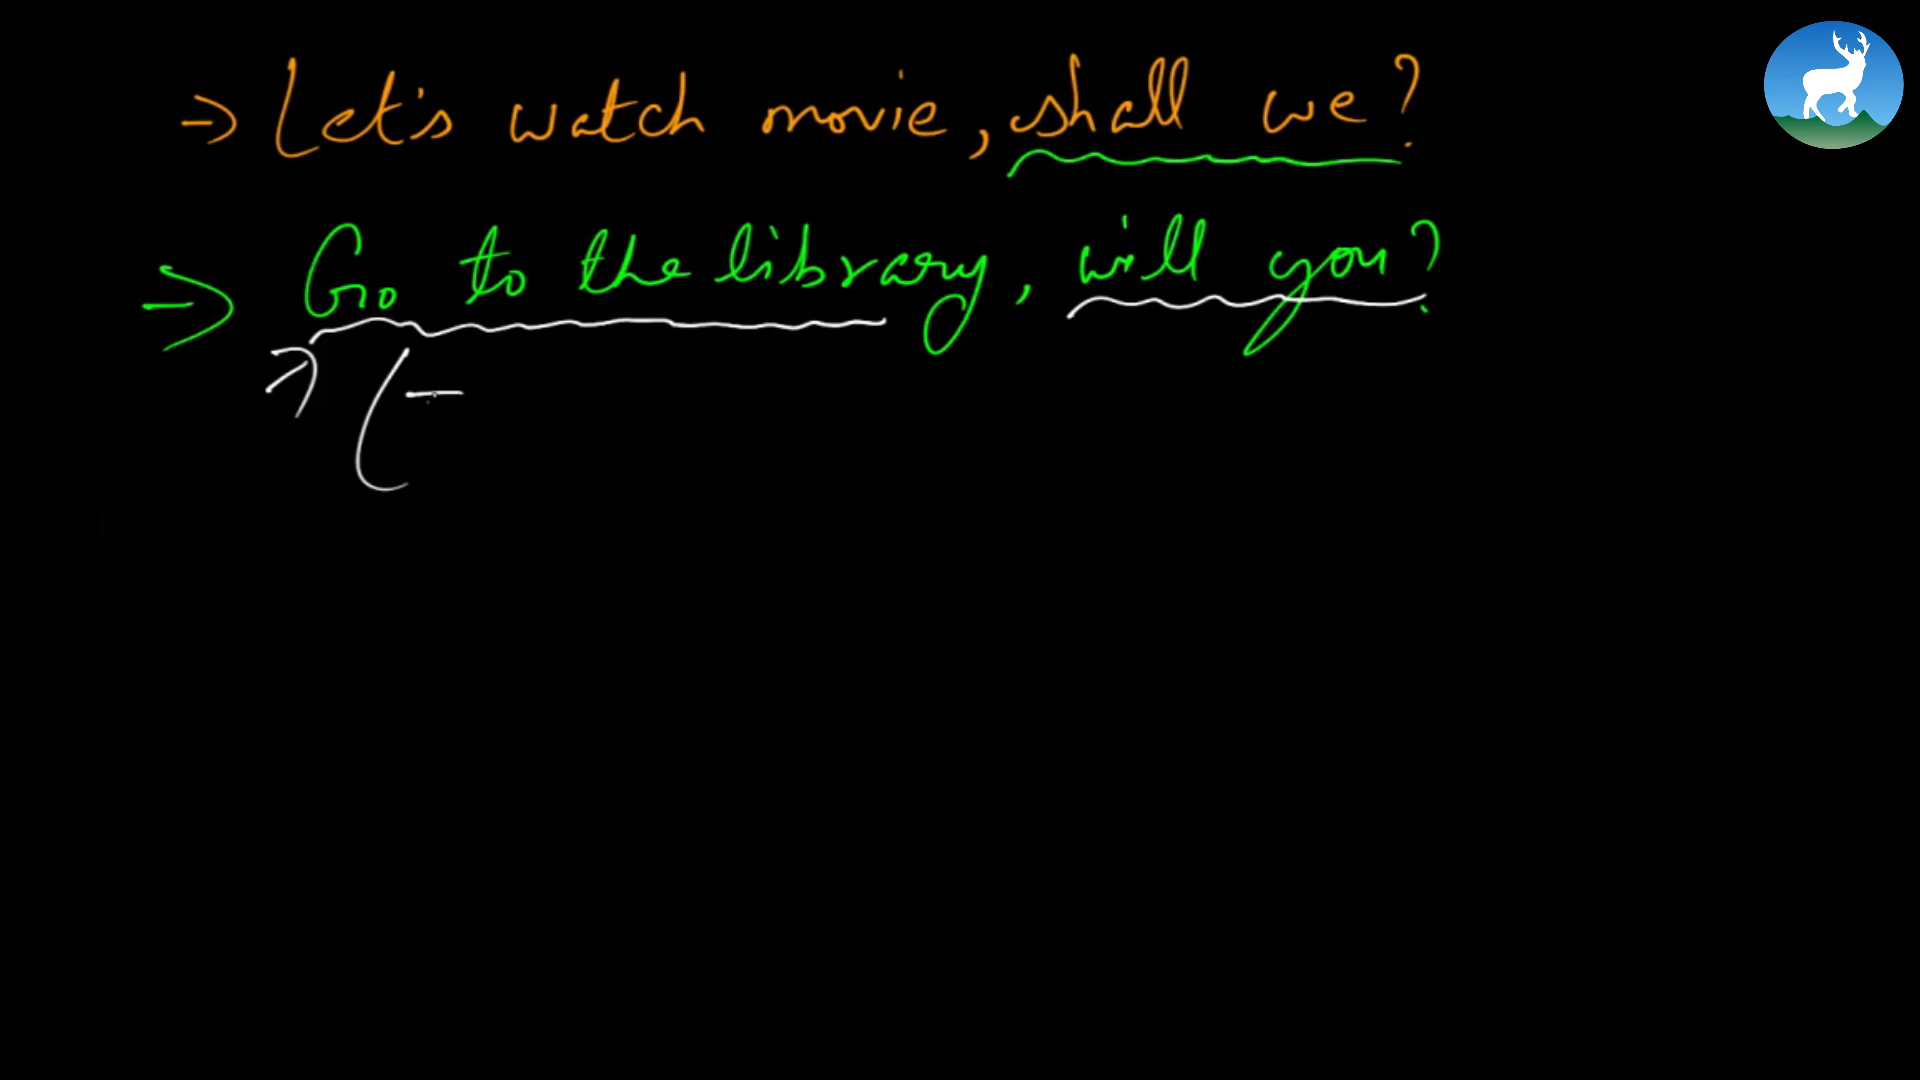 → Let's watch movie, shall we?
→ Go to the library, will you?